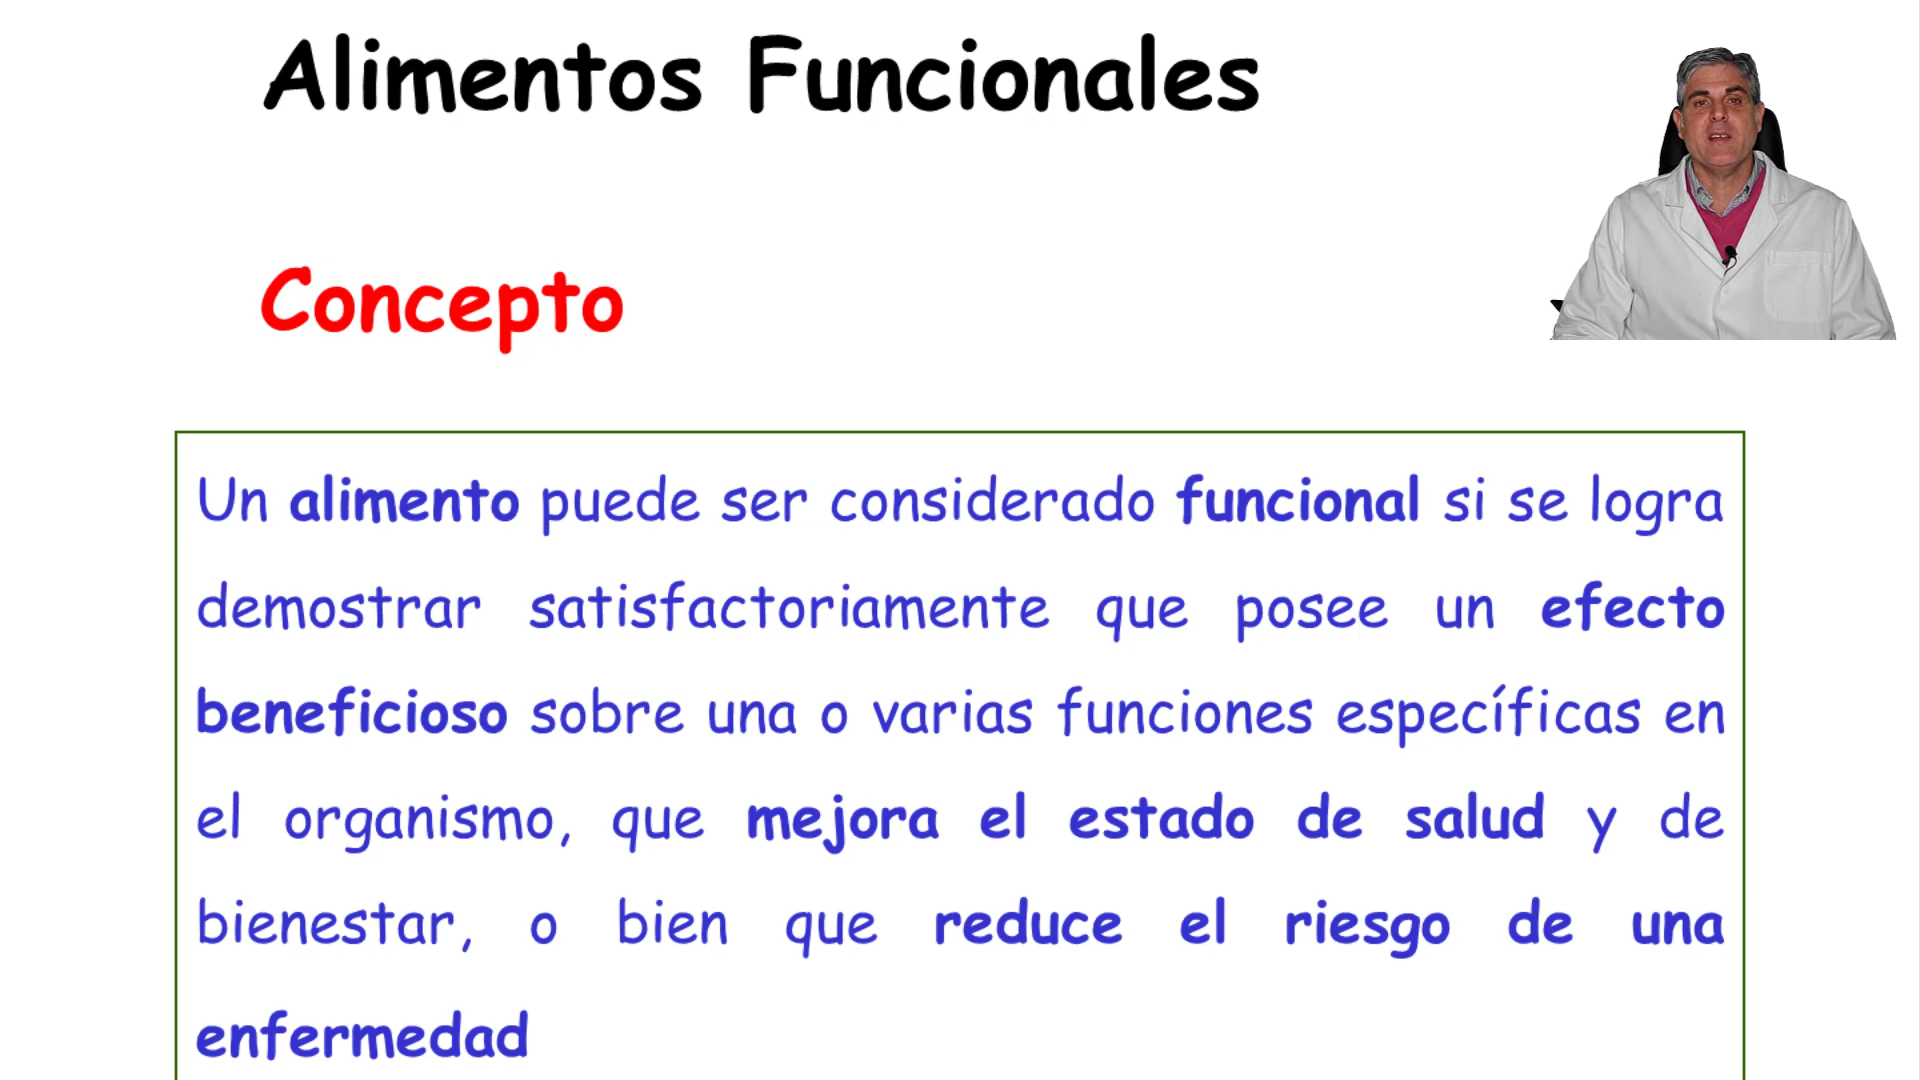 Alimentos Funcionales
Concepto
Un alimento puede ser considerado funcional si se logra
demostrar satisfactoriamente que posee un efecto
beneficioso sobre una o varias funciones específicas en
el organismo, que mejora el estado de salud y de
bienestar, o bien que reduce el riesgo de una
enfermedad